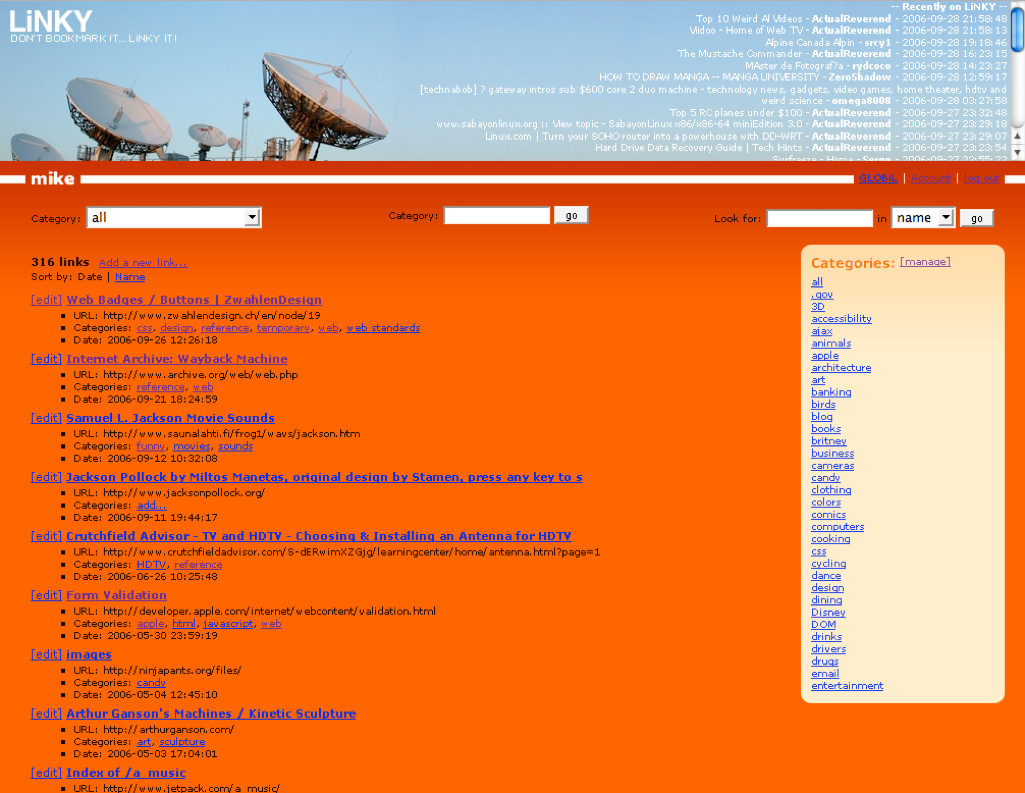 LiNKY
DON'T BOOKMARK IT... LiNKY IT!
-- Recently on LiNKY --
Top 10 Weird Al Videos - ActualReverend - 2006-09-28 21:58:48
Viidoo - Home of Web TV - ActualReverend - 2006-09-28 21:58:13
Alpine Canada Alpin - srcy1 - 2006-09-28 19:18:46
The Mustache Commander - ActualReverend - 2006-09-28 16:23:15
MAster de Fotograf?a - rydcoco - 2006-09-28 14:23:27
HOW TO DRAW MANGA -- MANGA UNIVERSITY - ZeroShadow - 2006-09-28 12:59:17
[technabob] ? gateway intros sub $600 core 2 duo machine - technology news, gadgets, video games, home theater, hdtv and
weird science - omega8008 - 2006-09-28 03:27:58
Top 5 RC planes under $100 - ActualReverend - 2006-09-27 23:32:48
www.sabayonlinux.org :: View topic - SabayonLinux x86/x86-64 miniEdition 3.0 - ActualReverend - 2006-09-27 23:29:18
Linux.com | Turn your SOHO router into a powerhouse with DD-WRT - ActualReverend - 2006-09-27 23:29:07
Hard Drive Data Recovery Guide | Tech Hints - ActualReverend - 2006-09-27 23:23:54
Surfreeze - Home - Serge - 2006-09-27 22:55:22
mike
GLOBiL | Account | log out
Category: all
Category: go
Look for: in name go
316 links Add a new link...
Sort by: Date | Name
[edit] Web Badges / Buttons | ZwahlenDesign
URL: http://www.zwahlendesign.ch/en/node/19
Categories: css, design, reference, temporary, web, web standards
Date: 2006-09-26 12:26:18
[edit] Internet Archive: Wayback Machine
URL: http://www.archive.org/web/web.php
Categories: reference, web
Date: 2006-09-21 18:24:59
[edit] Samuel L. Jackson Movie Sounds
URL: http://www.saunalahti.fi/frog1/wavs/jackson.htm
Categories: funny, movies, sounds
Date: 2006-09-12 10:32:08
[edit] Jackson Pollock by Miltos Manetas, original design by Stamen, press any key to s
URL: http://www.jacksonpollock.org/
Categories: add...
Date: 2006-09-11 19:44:17
[edit] Crutchfield Advisor - TV and HDTV - Choosing & Installing an Antenna for HDTV
URL: http://www.crutchfieldadvisor.com/S-dERwimXZGjg/learningcenter/home/antenna.html?page=1
Categories: HDTV, reference
Date: 2006-06-26 10:25:48
[edit] Form Validation
URL: http://developer.apple.com/internet/webcontent/validation.html
Categories: apple, html, javascript, web
Date: 2006-05-30 23:59:19
[edit] images
URL: http://ninjapants.org/files/
Categories: candy
Date: 2006-05-04 12:45:10
[edit] Arthur Ganson's Machines / Kinetic Sculpture
URL: http://arthurganson.com/
Categories: art, sculpture
Date: 2006-05-03 17:04:01
[edit] Index of /a_music
URL: http://www.jetpack.com/a_music/
Categories: [manage]
all
.gov
3D
accessibility
ajax
animals
apple
architecture
art
banking
birds
blog
books
britney
business
cameras
candy
clothing
colors
comics
computers
cooking
css
cycling
dance
design
dining
Disney
DOM
drinks
drivers
drugs
email
entertainment